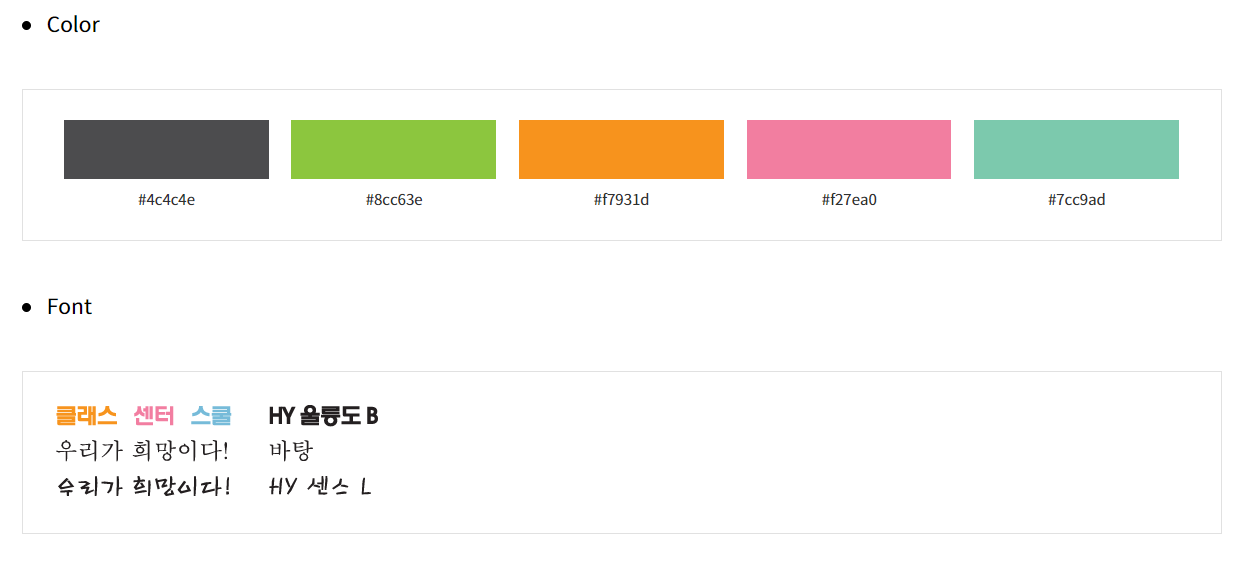 Color
#4c4c4e
#8cc63e
#f7931d
#f27ea0
#7cc9ad
Font
클래스 센터 스쿨 HY 울릉도 B
우리가 희망이다! 바탕
우리가 희망이다! HY 센스 L